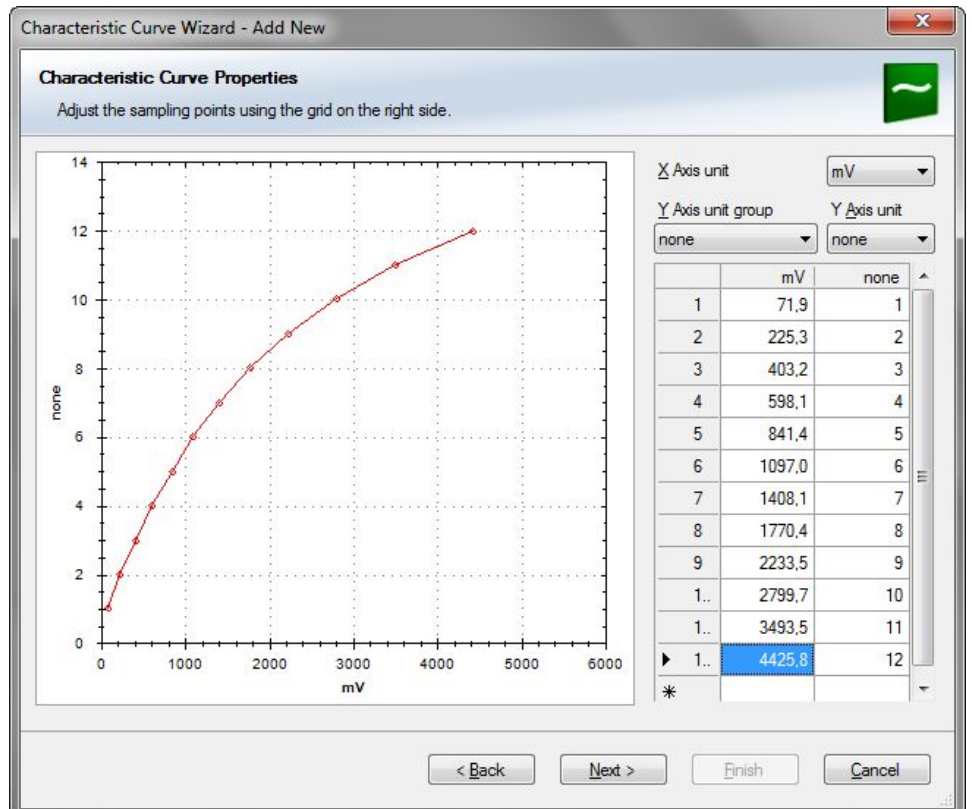 Characteristic Curve Wizard - Add New
Characteristic Curve Properties
Adjust the sampling points using the grid on the right side.
14
12
10
8
6
4
2
0
none
0 1000 2000 3000 4000 5000 6000
mV
X Axis unit mV
Y Axis unit group Y Axis unit
none none
mV none
1 71,9 1
2 225,3 2
3 403,2 3
4 598,1 4
5 841,4 5
6 1097,0 6
7 1408,1 7
8 1770,4 8
9 2233,5 9
1.. 2799,7 10
1.. 3493,5 11
1.. 4425,8 12
< Back Next > Finish Cancel